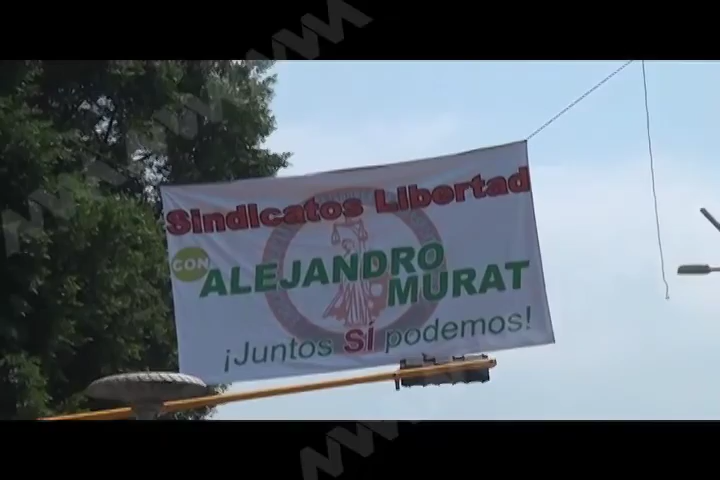 Sindicatos Libertad
CON
ALEJANDRO
MURAT
¡Juntos SÍ podemos!